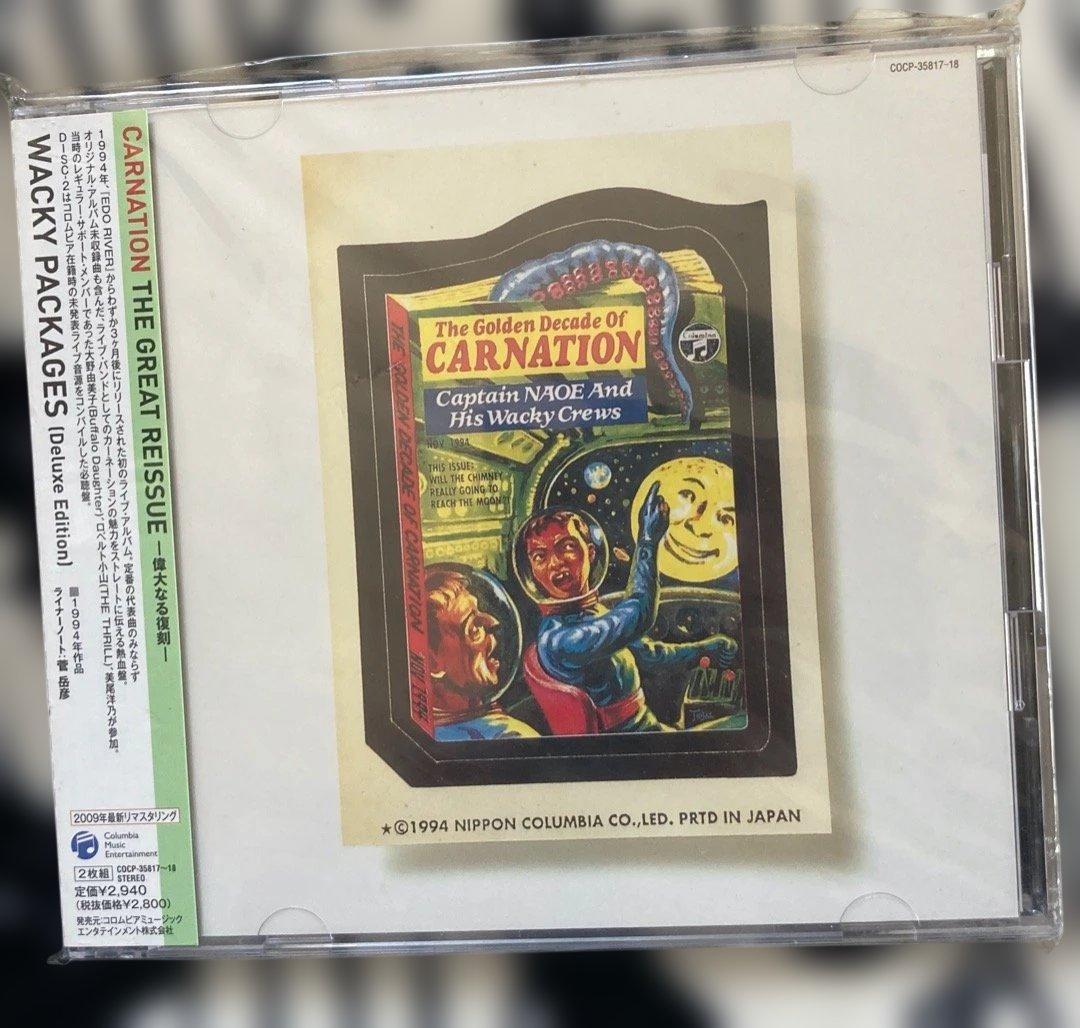 COCP-35817-18
CARNATION THE GREAT REISSUE ー偉大なる復刻ー
1994年、「EDO RIVER」からわずか3ヶ月後にリリースされた初のライブ・アルバム。定番の代表曲のみならず
オリジナル・アルバム未収録曲も含んだ、ライブ・バンドとしてのカーネーションの魅力をストレートに伝える熱血盤。
当時のレギュラー・サポート・メンバーであった大野由美子(Buffalo Daughter)、ロベルト小山(THE THRILL)、美尾洋乃が参加。
DISC-2はコロムビア在籍時の未発表ライブ音源をコンパイルした必聴盤。
WACKY PACKAGES [Deluxe Edition]
■1994年作品
ライナーノート：菅 岳彦
2009年最新リマスタリング
Columbia
Music
Entertainment
2枚組
COCP-35817〜18
STEREO
定価¥2,940
(税抜価格¥2,800)
発売元:コロムビアミュージック
エンタテインメント株式会社
The Golden Decade Of
CARNATION
Captain NAOE And
His Wacky Crews
Columbia
NOV 1994
THIS ISSUE:
WILL THE CHIMNEY
REALLY GOING TO
REACH THE MOON?
THE GOLDEN DECADE OF CARNATION NOV 1994
★©1994 NIPPON COLUMBIA CO.,LED. PRTD IN JAPAN